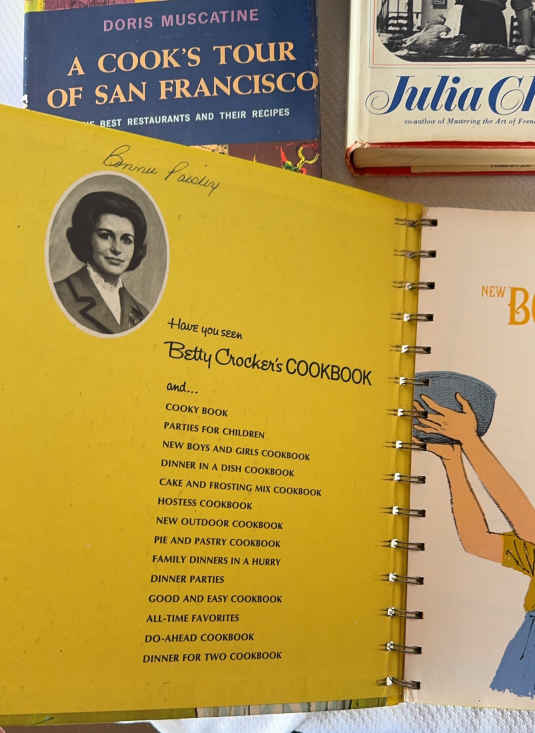 DORIS MUSCATINE
A COOK'S TOUR
OF SAN FRANCISCO
BEST RESTAURANTS AND THEIR RECIPES
Julia
co-author of Mastering the Art of
Connie
Have you seen
Betty Crocker's COOKBOOK
and...
COOKY BOOK
PARTIES FOR CHILDREN
NEW BOYS AND GIRLS COOKBOOK
DINNER IN A DISH COOKBOOK
CAKE AND FROSTING MIX COOKBOOK
HOSTESS COOKBOOK
NEW OUTDOOR COOKBOOK
PIE AND PASTRY COOKBOOK
FAMILY DINNERS IN A HURRY
DINNER PARTIES
GOOD AND EASY COOKBOOK
ALL-TIME FAVORITES
DO-AHEAD COOKBOOK
DINNER FOR TWO COOKBOOK
NEW